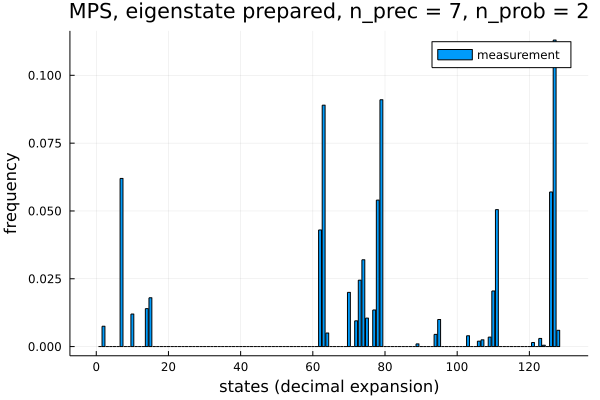 MPS, eigenstate prepared, n_prec = 7, n_prob = 2
measurement
0.100
0.075
0.050
0.025
0.000
frequency
0 20 40 60 80 100 120
states (decimal expansion)